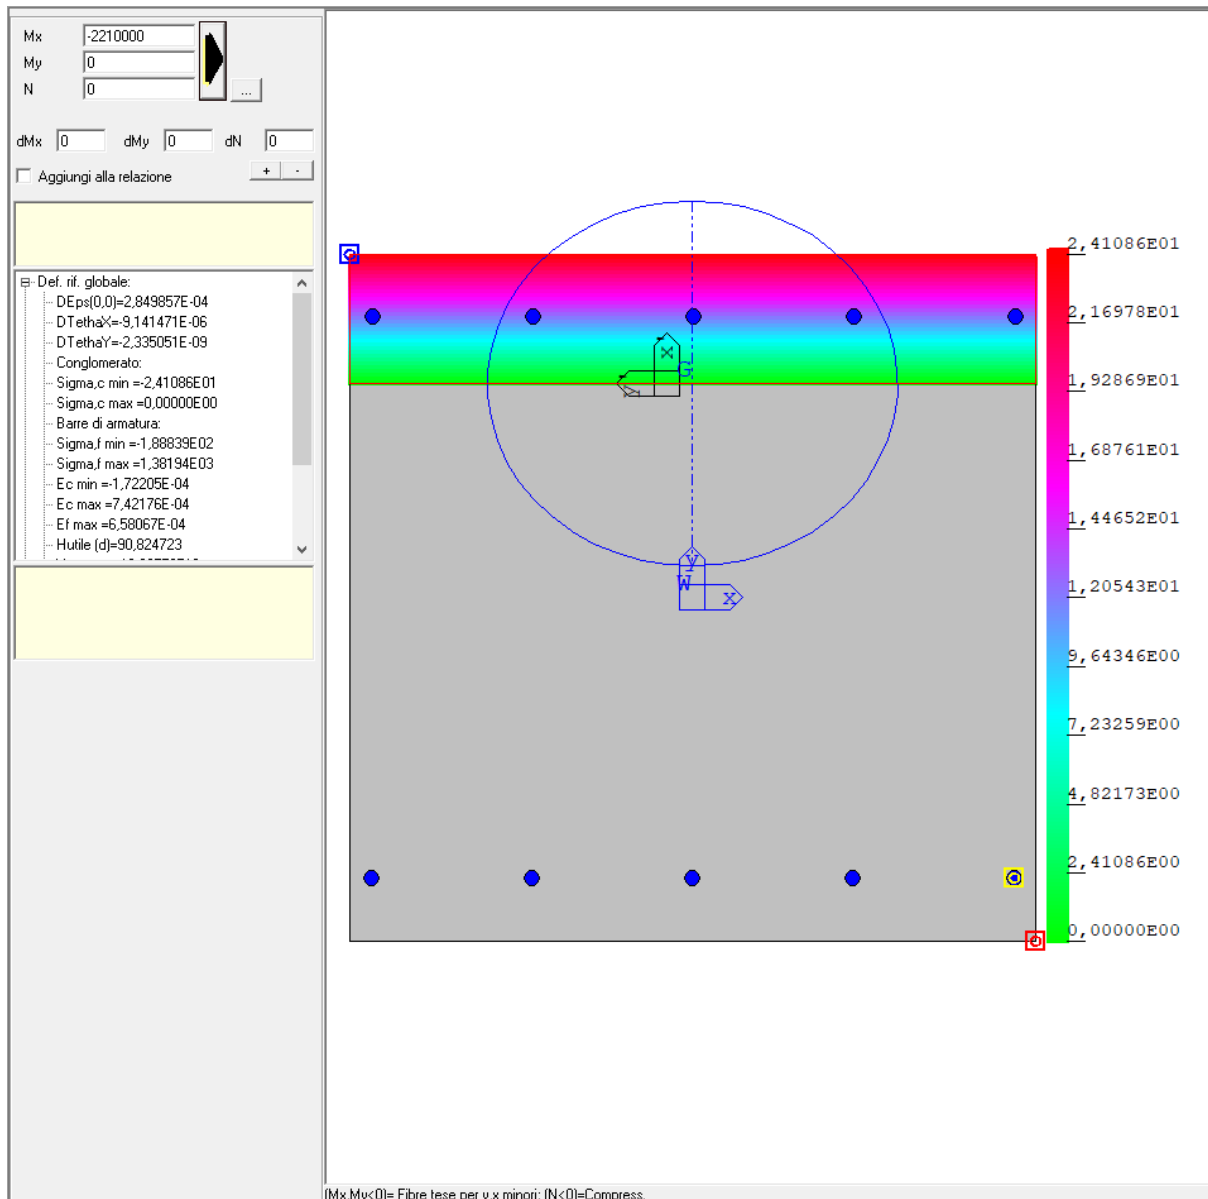 Mx -2210000
My 0
N 0
...
dMx 0 dMy 0 dN 0
+ -
Aggiungi alla relazione
Def. rif. globale:
DEps(0,0)=2,849857E-04
DTethaX=-9,141471E-06
DTethaY=-2,335051E-09
Conglomerato:
Sigma,c min =-2,41086E01
Sigma,c max =0,00000E00
Barre di armatura:
Sigma,f min =-1,88839E02
Sigma,f max =1,38194E03
Ec min =-1,72205E-04
Ec max =7,42176E-04
Ef max =6,58067E-04
Hutile (d)=90,824723
x
G
y
y
W
x
2,41086E01
2,16978E01
1,92869E01
1,68761E01
1,44652E01
1,20543E01
9,64346E00
7,23259E00
4,82173E00
2,41086E00
0,00000E00
(Mx,My<0)= Fibre tese per y,x minori; (N<0)=Compress.